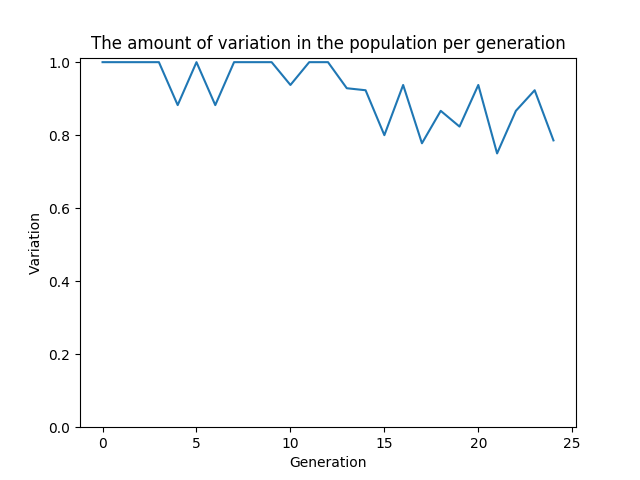 The amount of variation in the population per generation
1.0
0.8
0.6
0.4
0.2
0.0
Variation
0 5 10 15 20 25
Generation